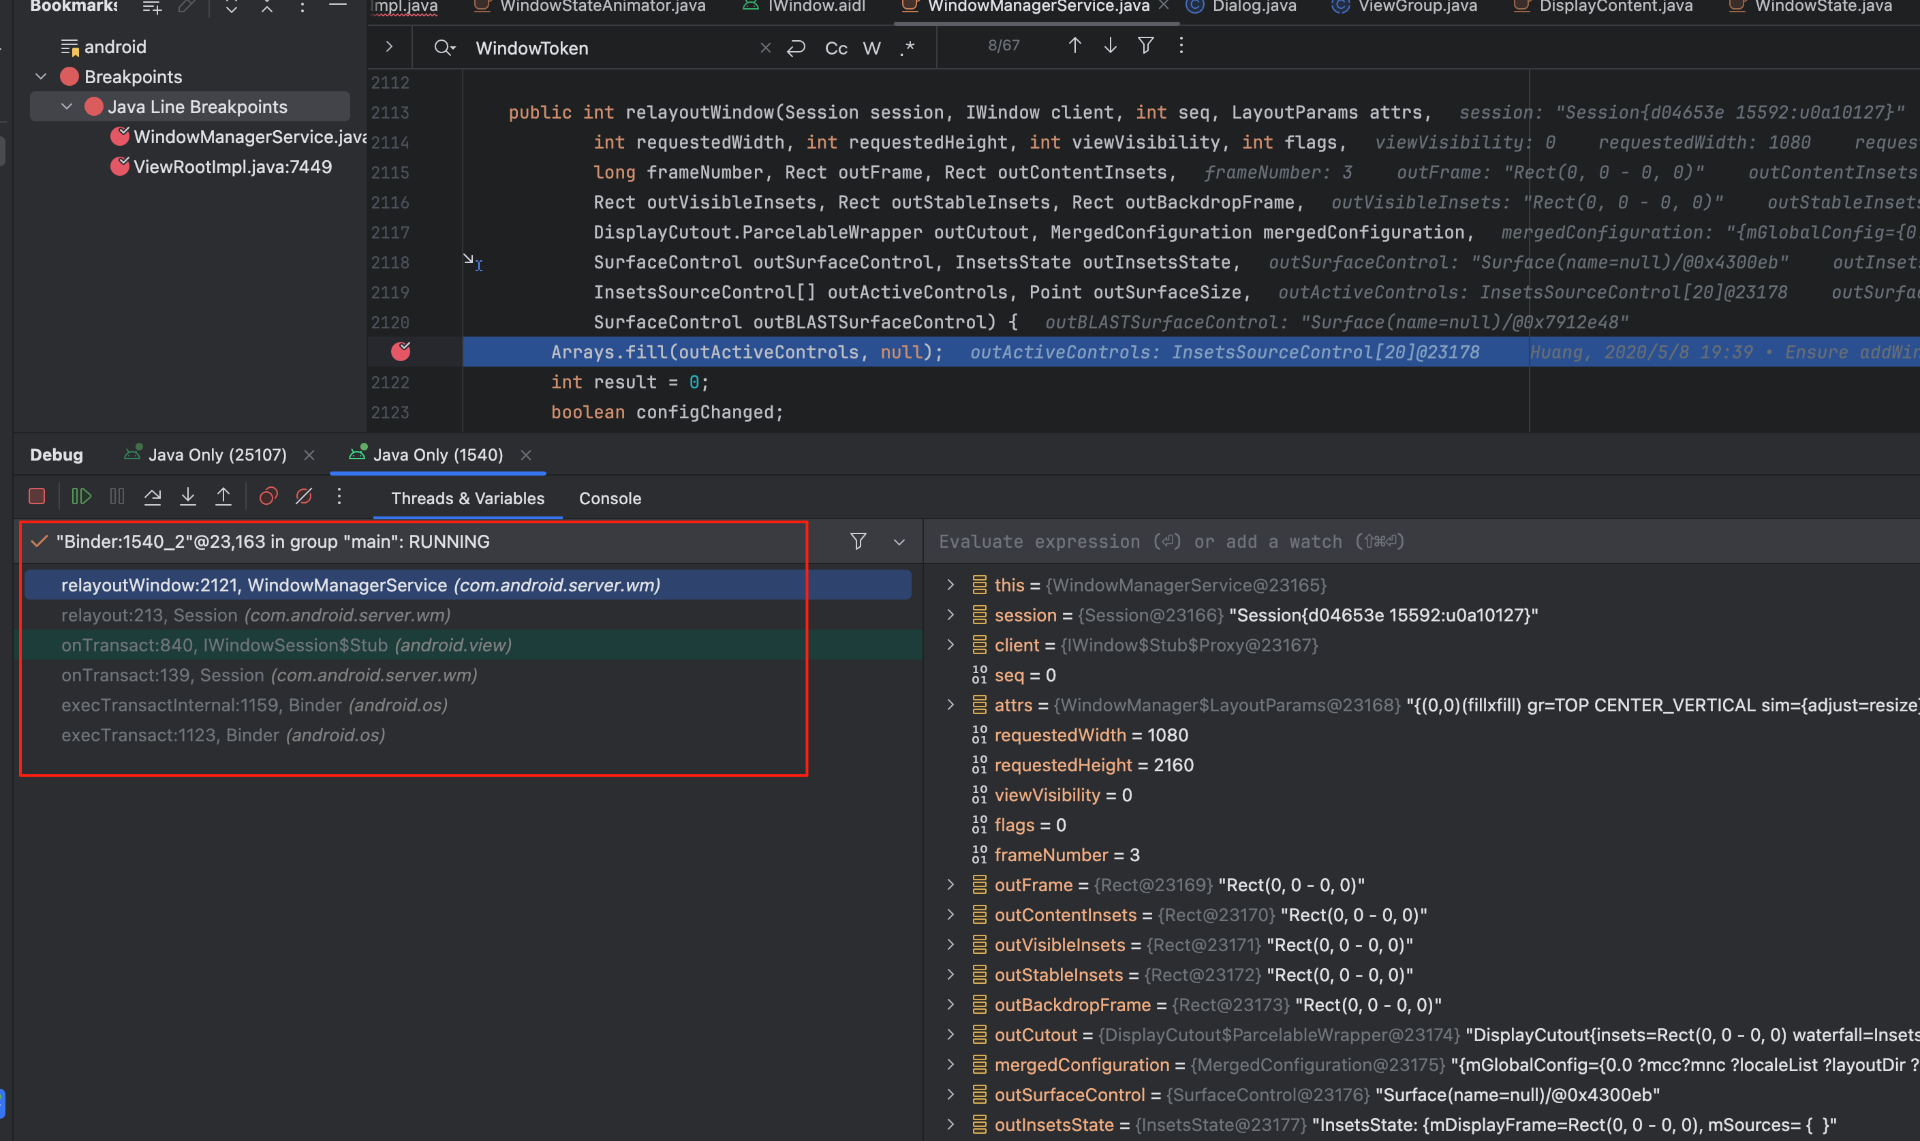 Bookmarks
mpl.java
WindowStateAnimator.java
IWindow.aidl
WindowManagerService.java
Dialog.java
ViewGroup.java
DisplayContent.java
WindowState.java
android
Breakpoints
Java Line Breakpoints
WindowManagerService.java
ViewRootImpl.java:7449
WindowToken
Cc W .*
8/67
2112
2113 public int relayoutWindow(Session session, IWindow client, int seq, LayoutParams attrs, session: "Session{d04653e 15592:u0a10127}"
2114 int requestedWidth, int requestedHeight, int viewVisibility, int flags, viewVisibility: 0 requestedWidth: 1080 reques
2115 long frameNumber, Rect outFrame, Rect outContentInsets, frameNumber: 3 outFrame: "Rect(0, 0 - 0, 0)" outContentInsets
2116 Rect outVisibleInsets, Rect outStableInsets, Rect outBackdropFrame, outVisibleInsets: "Rect(0, 0 - 0, 0)" outStableInset
2117 DisplayCutout.ParcelableWrapper outCutout, MergedConfiguration mergedConfiguration, mergedConfiguration: "{mGlobalConfig={0
2118 SurfaceControl outSurfaceControl, InsetsState outInsetsState, outSurfaceControl: "Surface(name=null)/@0x4300eb" outInset
2119 InsetsSourceControl[] outActiveControls, Point outSurfaceSize, outActiveControls: InsetsSourceControl[20]@23178 outSurfa
2120 SurfaceControl outBLASTSurfaceControl) { outBLASTSurfaceControl: "Surface(name=null)/@0x7912e48"
Arrays.fill(outActiveControls, null); outActiveControls: InsetsSourceControl[20]@23178 Huang, 2020/5/8 19:39 • Ensure addWin
2122 int result = 0;
2123 boolean configChanged;
Debug
Java Only (25107)
Java Only (1540)
Threads & Variables
Console
"Binder:1540_2"@23,163 in group "main": RUNNING
relayoutWindow:2121, WindowManagerService (com.android.server.wm)
relayout:213, Session (com.android.server.wm)
onTransact:840, IWindowSession$Stub (android.view)
onTransact:139, Session (com.android.server.wm)
execTransactInternal:1159, Binder (android.os)
execTransact:1123, Binder (android.os)
Evaluate expression (⏎) or add a watch (⇧⌘⏎)
this = {WindowManagerService@23165}
session = {Session@23166} "Session{d04653e 15592:u0a10127}"
client = {IWindow$Stub$Proxy@23167}
seq = 0
attrs = {WindowManager$LayoutParams@23168} "{(0,0)(fillxfill) gr=TOP CENTER_VERTICAL sim={adjust=resize}
requestedWidth = 1080
requestedHeight = 2160
viewVisibility = 0
flags = 0
frameNumber = 3
outFrame = {Rect@23169} "Rect(0, 0 - 0, 0)"
outContentInsets = {Rect@23170} "Rect(0, 0 - 0, 0)"
outVisibleInsets = {Rect@23171} "Rect(0, 0 - 0, 0)"
outStableInsets = {Rect@23172} "Rect(0, 0 - 0, 0)"
outBackdropFrame = {Rect@23173} "Rect(0, 0 - 0, 0)"
outCutout = {DisplayCutout$ParcelableWrapper@23174} "DisplayCutout{insets=Rect(0, 0 - 0, 0) waterfall=Insets
mergedConfiguration = {MergedConfiguration@23175} "{mGlobalConfig={0.0 ?mcc?mnc ?localeList ?layoutDir ?
outSurfaceControl = {SurfaceControl@23176} "Surface(name=null)/@0x4300eb"
outInsetsState = {InsetsState@23177} "InsetsState: {mDisplayFrame=Rect(0, 0 - 0, 0), mSources= { }"